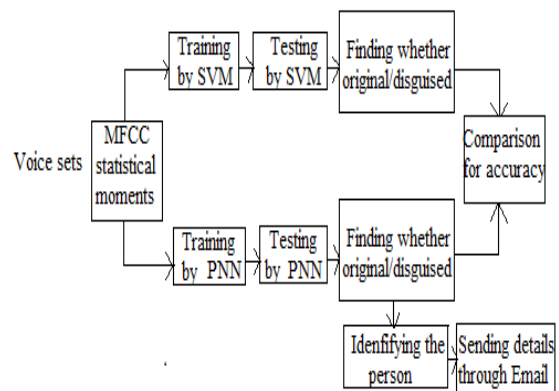 Voice sets
MFCC
statistical
moments
Training
by SVM
Testing
by SVM
Finding whether
original/disguised
Training
by PNN
Testing
by PNN
Finding whether
original/disguised
Comparison
for accuracy
Idenfifying the
person
Sending details
through Email